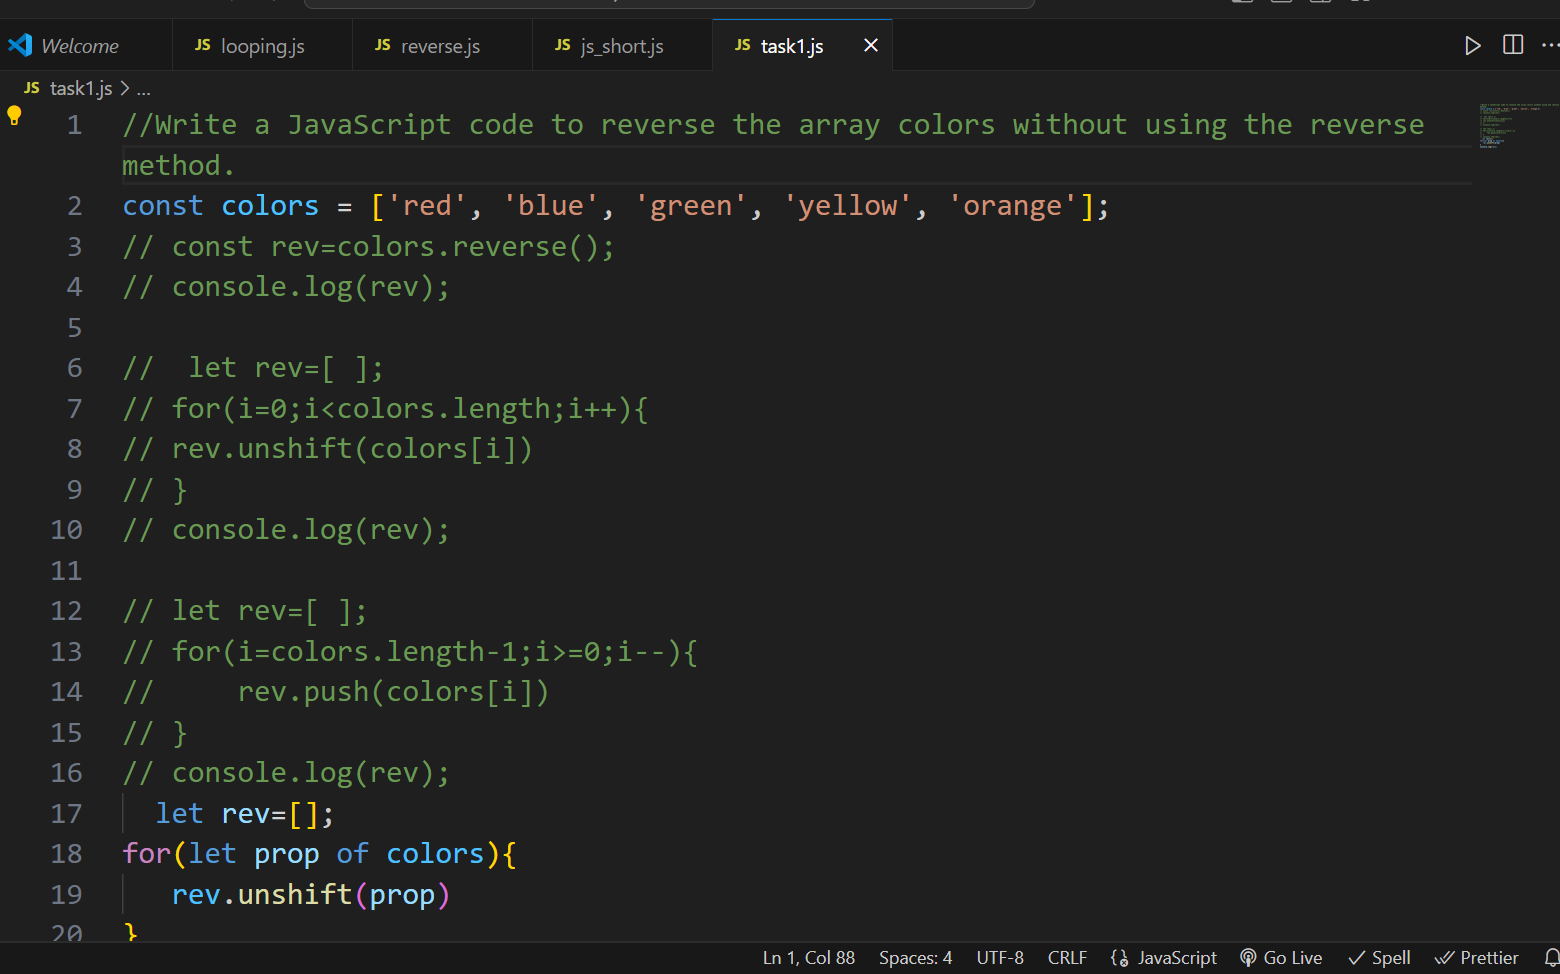 Welcome
JS looping.js
JS reverse.js
JS js_short.js
JS task1.js
JS task1.js > ...
1 //Write a JavaScript code to reverse the array colors without using the reverse
method.
2 const colors = ['red', 'blue', 'green', 'yellow', 'orange'];
3 // const rev=colors.reverse();
4 // console.log(rev);
5
6 //  let rev=[ ];
7 // for(i=0;i<colors.length;i++){
8 // rev.unshift(colors[i])
9 // }
10 // console.log(rev);
11
12 // let rev=[ ];
13 // for(i=colors.length-1;i>=0;i--){
14 //     rev.push(colors[i])
15 // }
16 // console.log(rev);
17   let rev=[];
18 for(let prop of colors){
19    rev.unshift(prop)
20 }
Ln 1, Col 88 Spaces: 4 UTF-8 CRLF JavaScript Go Live Spell Prettier